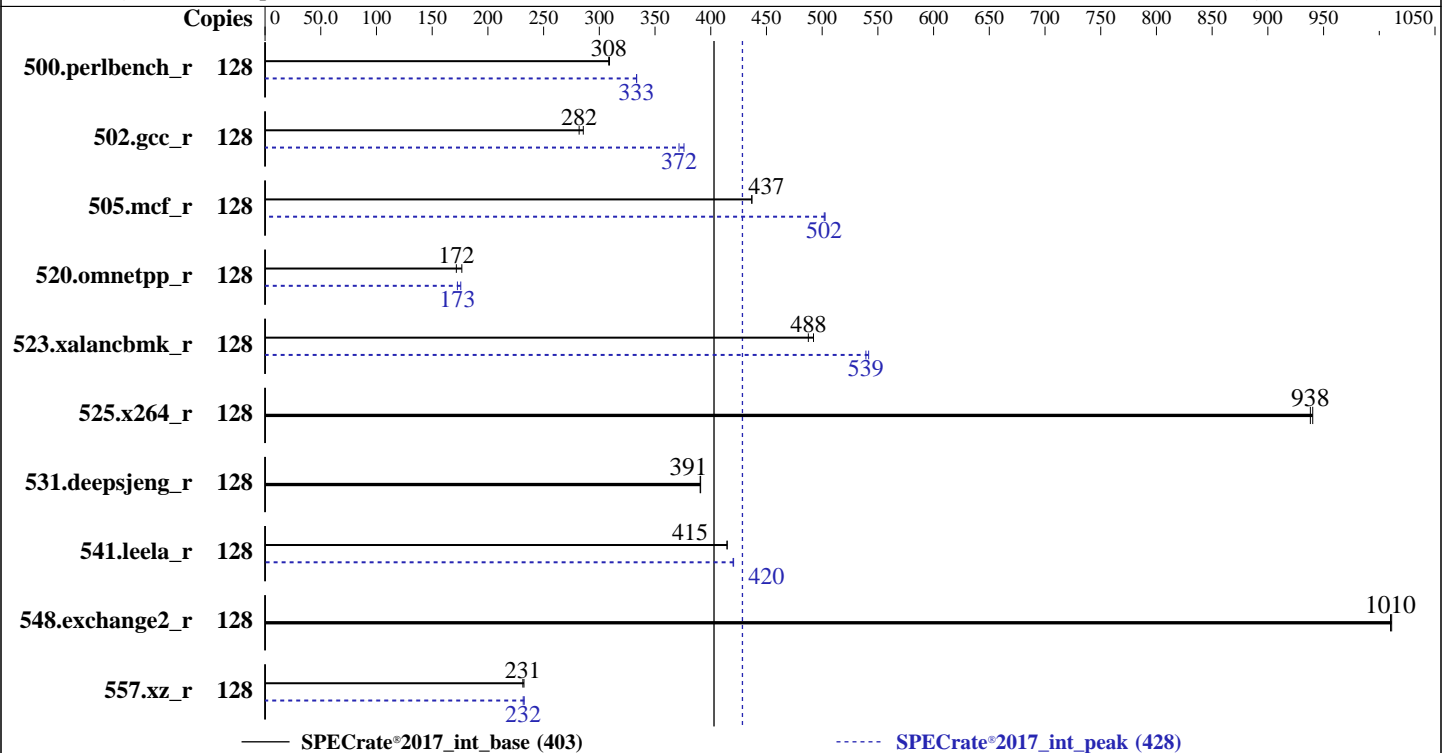 Copies 0 50.0 100 150 200 250 300 350 400 450 500 550 600 650 700 750 800 850 900 950 1050
308
500.perlbench_r 128
333
282
502.gcc_r 128
372
437
505.mcf_r 128
502
172
520.omnetpp_r 128
173
488
523.xalancbmk_r 128
539
938
525.x264_r 128
391
531.deepsjeng_r 128
415
541.leela_r 128
420
1010
548.exchange2_r 128
231
557.xz_r 128
232
SPECrate®2017_int_base (403) SPECrate®2017_int_peak (428)